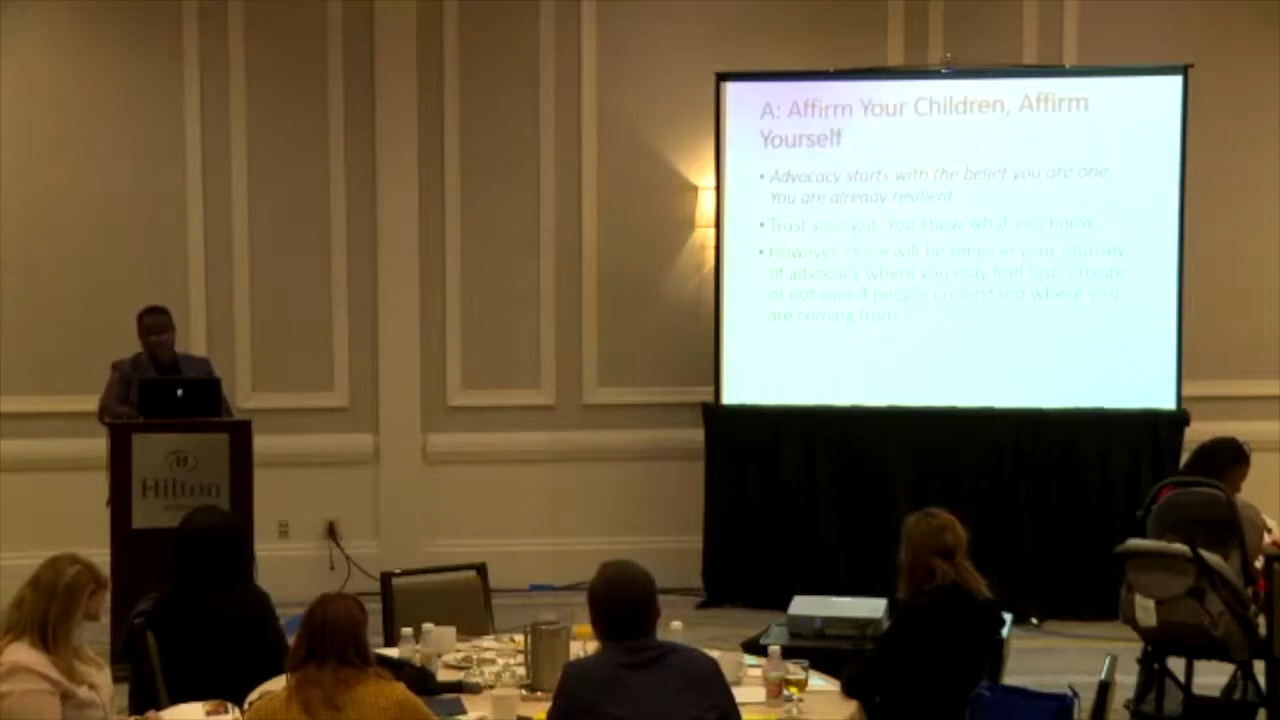 A: Affirm Your Children, Affirm
Yourself
• Advocacy starts with the belief you are one.
You are already resilient.
• Trust your gut. You know what you know.
• However, there will be times in your journey
of advocacy where you may feel lost, unsure
or not sure if people understand where you
are coming from.
H
Hilton